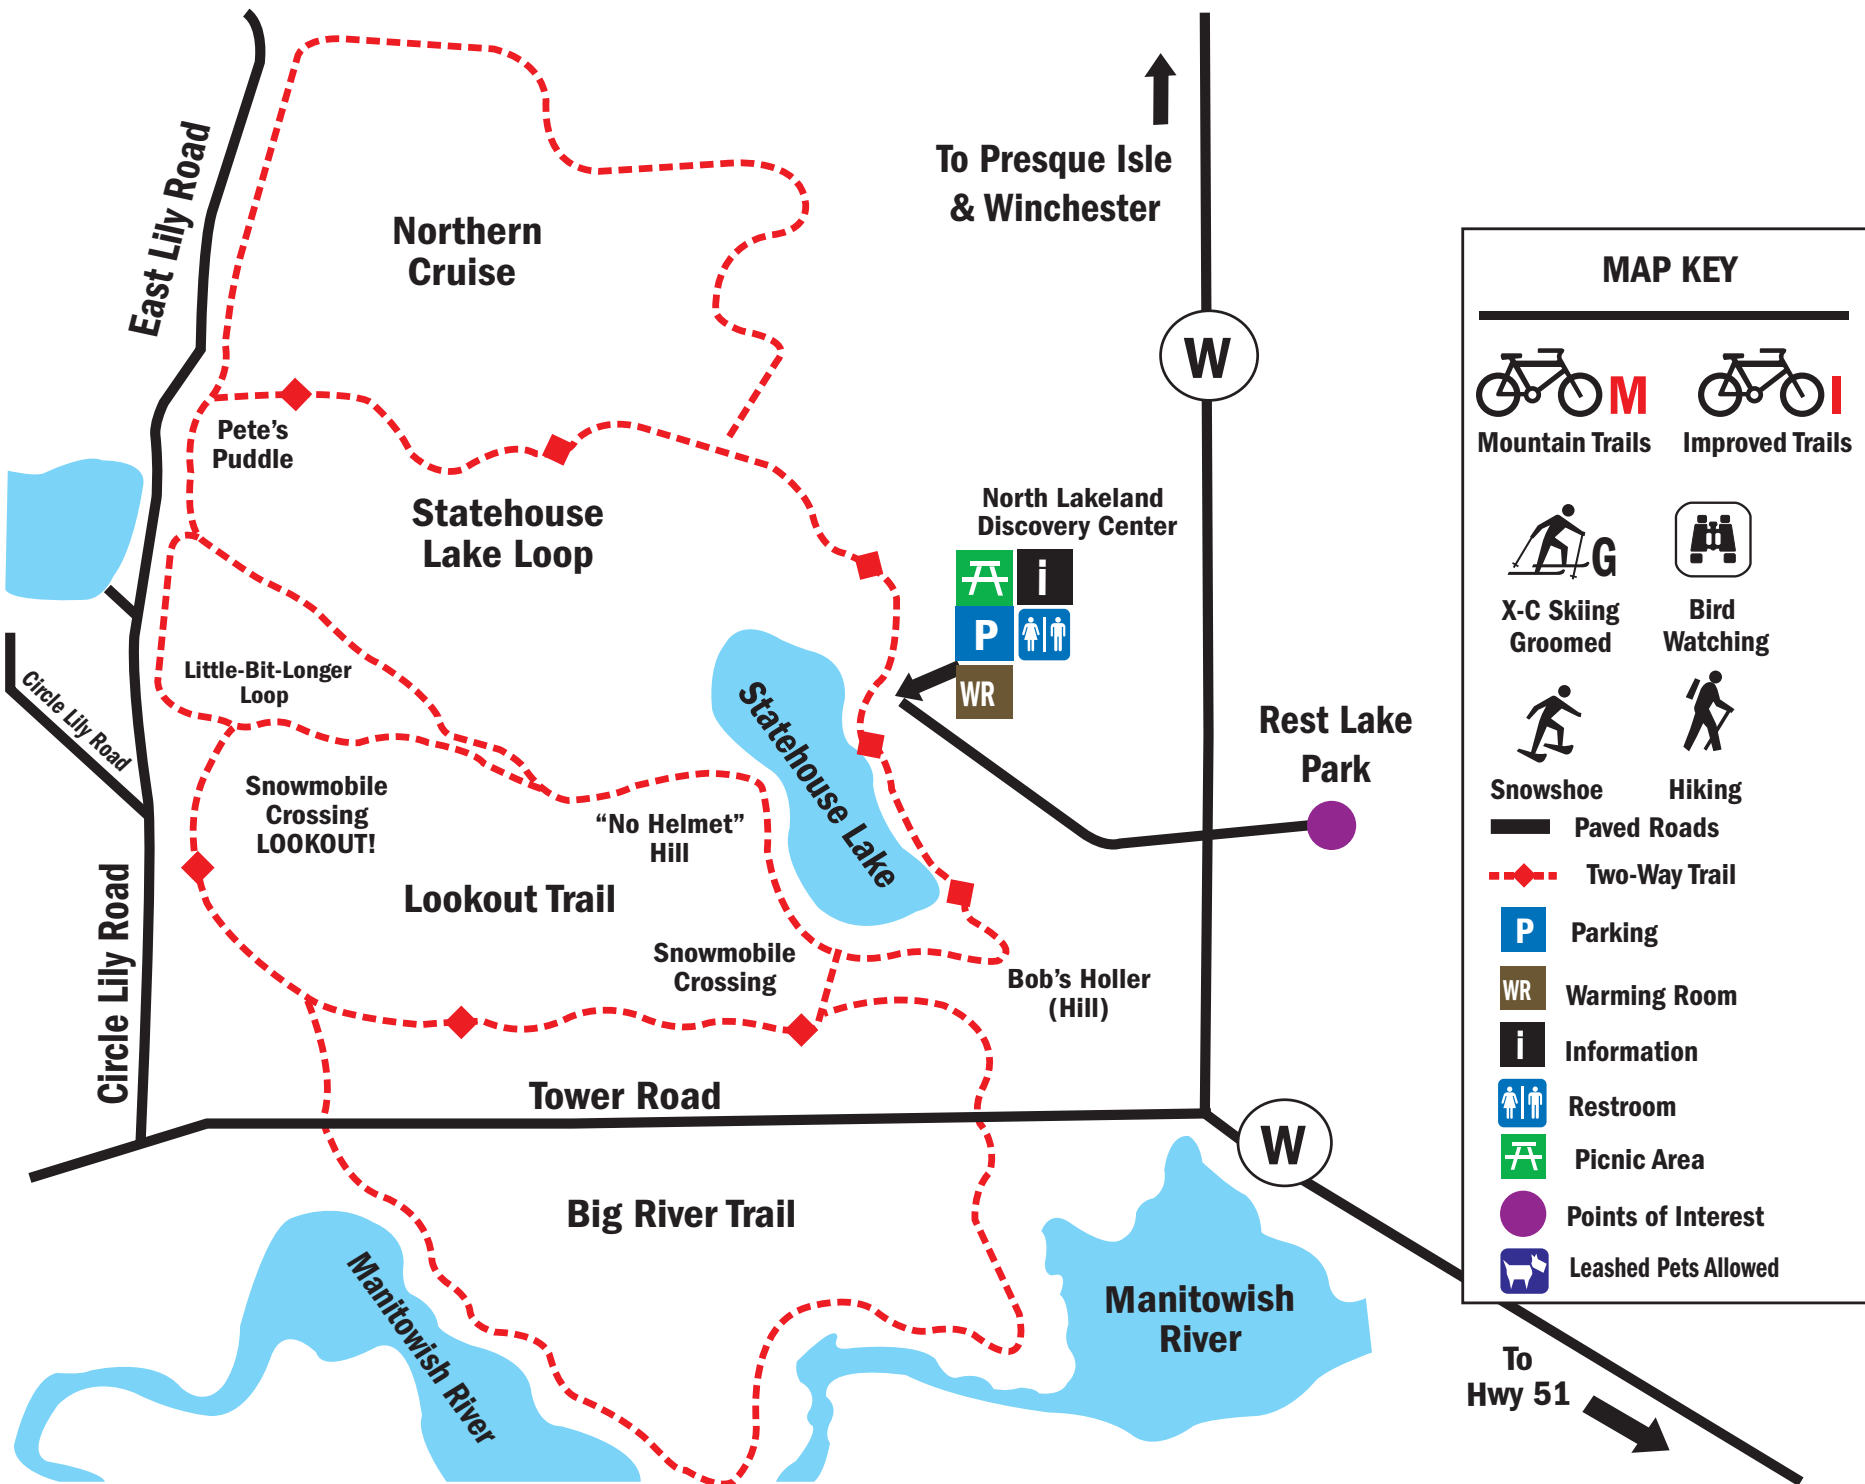 East Lily Road
Northern
Cruise
To Presque Isle
& Winchester
W
Pete's
Puddle
Statehouse
Lake Loop
North Lakeland
Discovery Center
i
P
WR
Little-Bit-Longer
Loop
Circle Lily Road
Statehouse Lake
Rest Lake
Park
Snowmobile
Crossing
LOOKOUT!
“No Helmet”
Hill
Lookout Trail
Circle Lily Road
Snowmobile
Crossing
Bob's Holler
(Hill)
Tower Road
W
Big River Trail
Manitowish River
Manitowish
River
To
Hwy 51
MAP KEY
M
I
Mountain Trails
Improved Trails
G
X-C Skiing
Groomed
Bird
Watching
Snowshoe
Hiking
Paved Roads
Two-Way Trail
P
Parking
WR
Warming Room
i
Information
Restroom
Picnic Area
Points of Interest
Leashed Pets Allowed